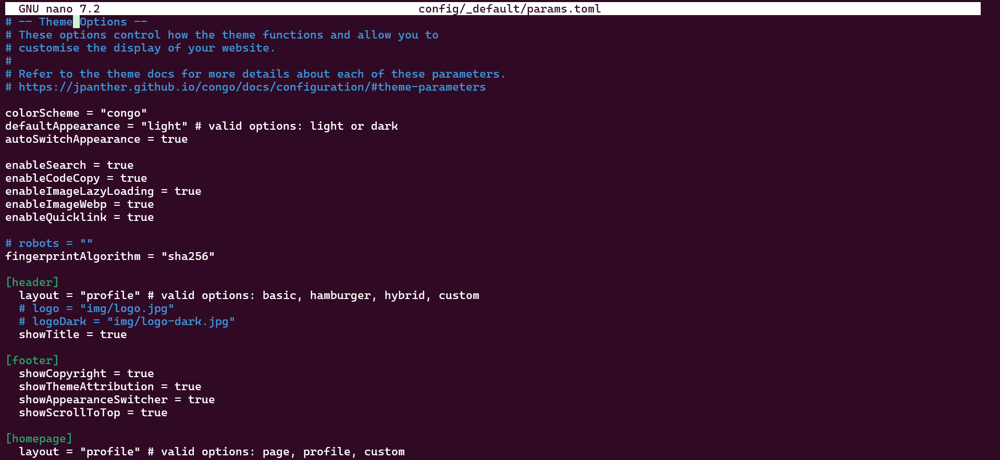 GNU nano 7.2 config/_default/params.toml
# -- Theme Options --
# These options control how the theme functions and allow you to
# customise the display of your website.
#
# Refer to the theme docs for more details about each of these parameters.
# https://jpanther.github.io/congo/docs/configuration/#theme-parameters
colorScheme = "congo"
defaultAppearance = "light" # valid options: light or dark
autoSwitchAppearance = true
enableSearch = true
enableCodeCopy = true
enableImageLazyLoading = true
enableImageWebp = true
enableQuicklink = true
# robots = ""
fingerprintAlgorithm = "sha256"
[header]
layout = "profile" # valid options: basic, hamburger, hybrid, custom
# logo = "img/logo.jpg"
# logoDark = "img/logo-dark.jpg"
showTitle = true
[footer]
showCopyright = true
showThemeAttribution = true
showAppearanceSwitcher = true
showScrollToTop = true
[homepage]
layout = "profile" # valid options: page, profile, custom